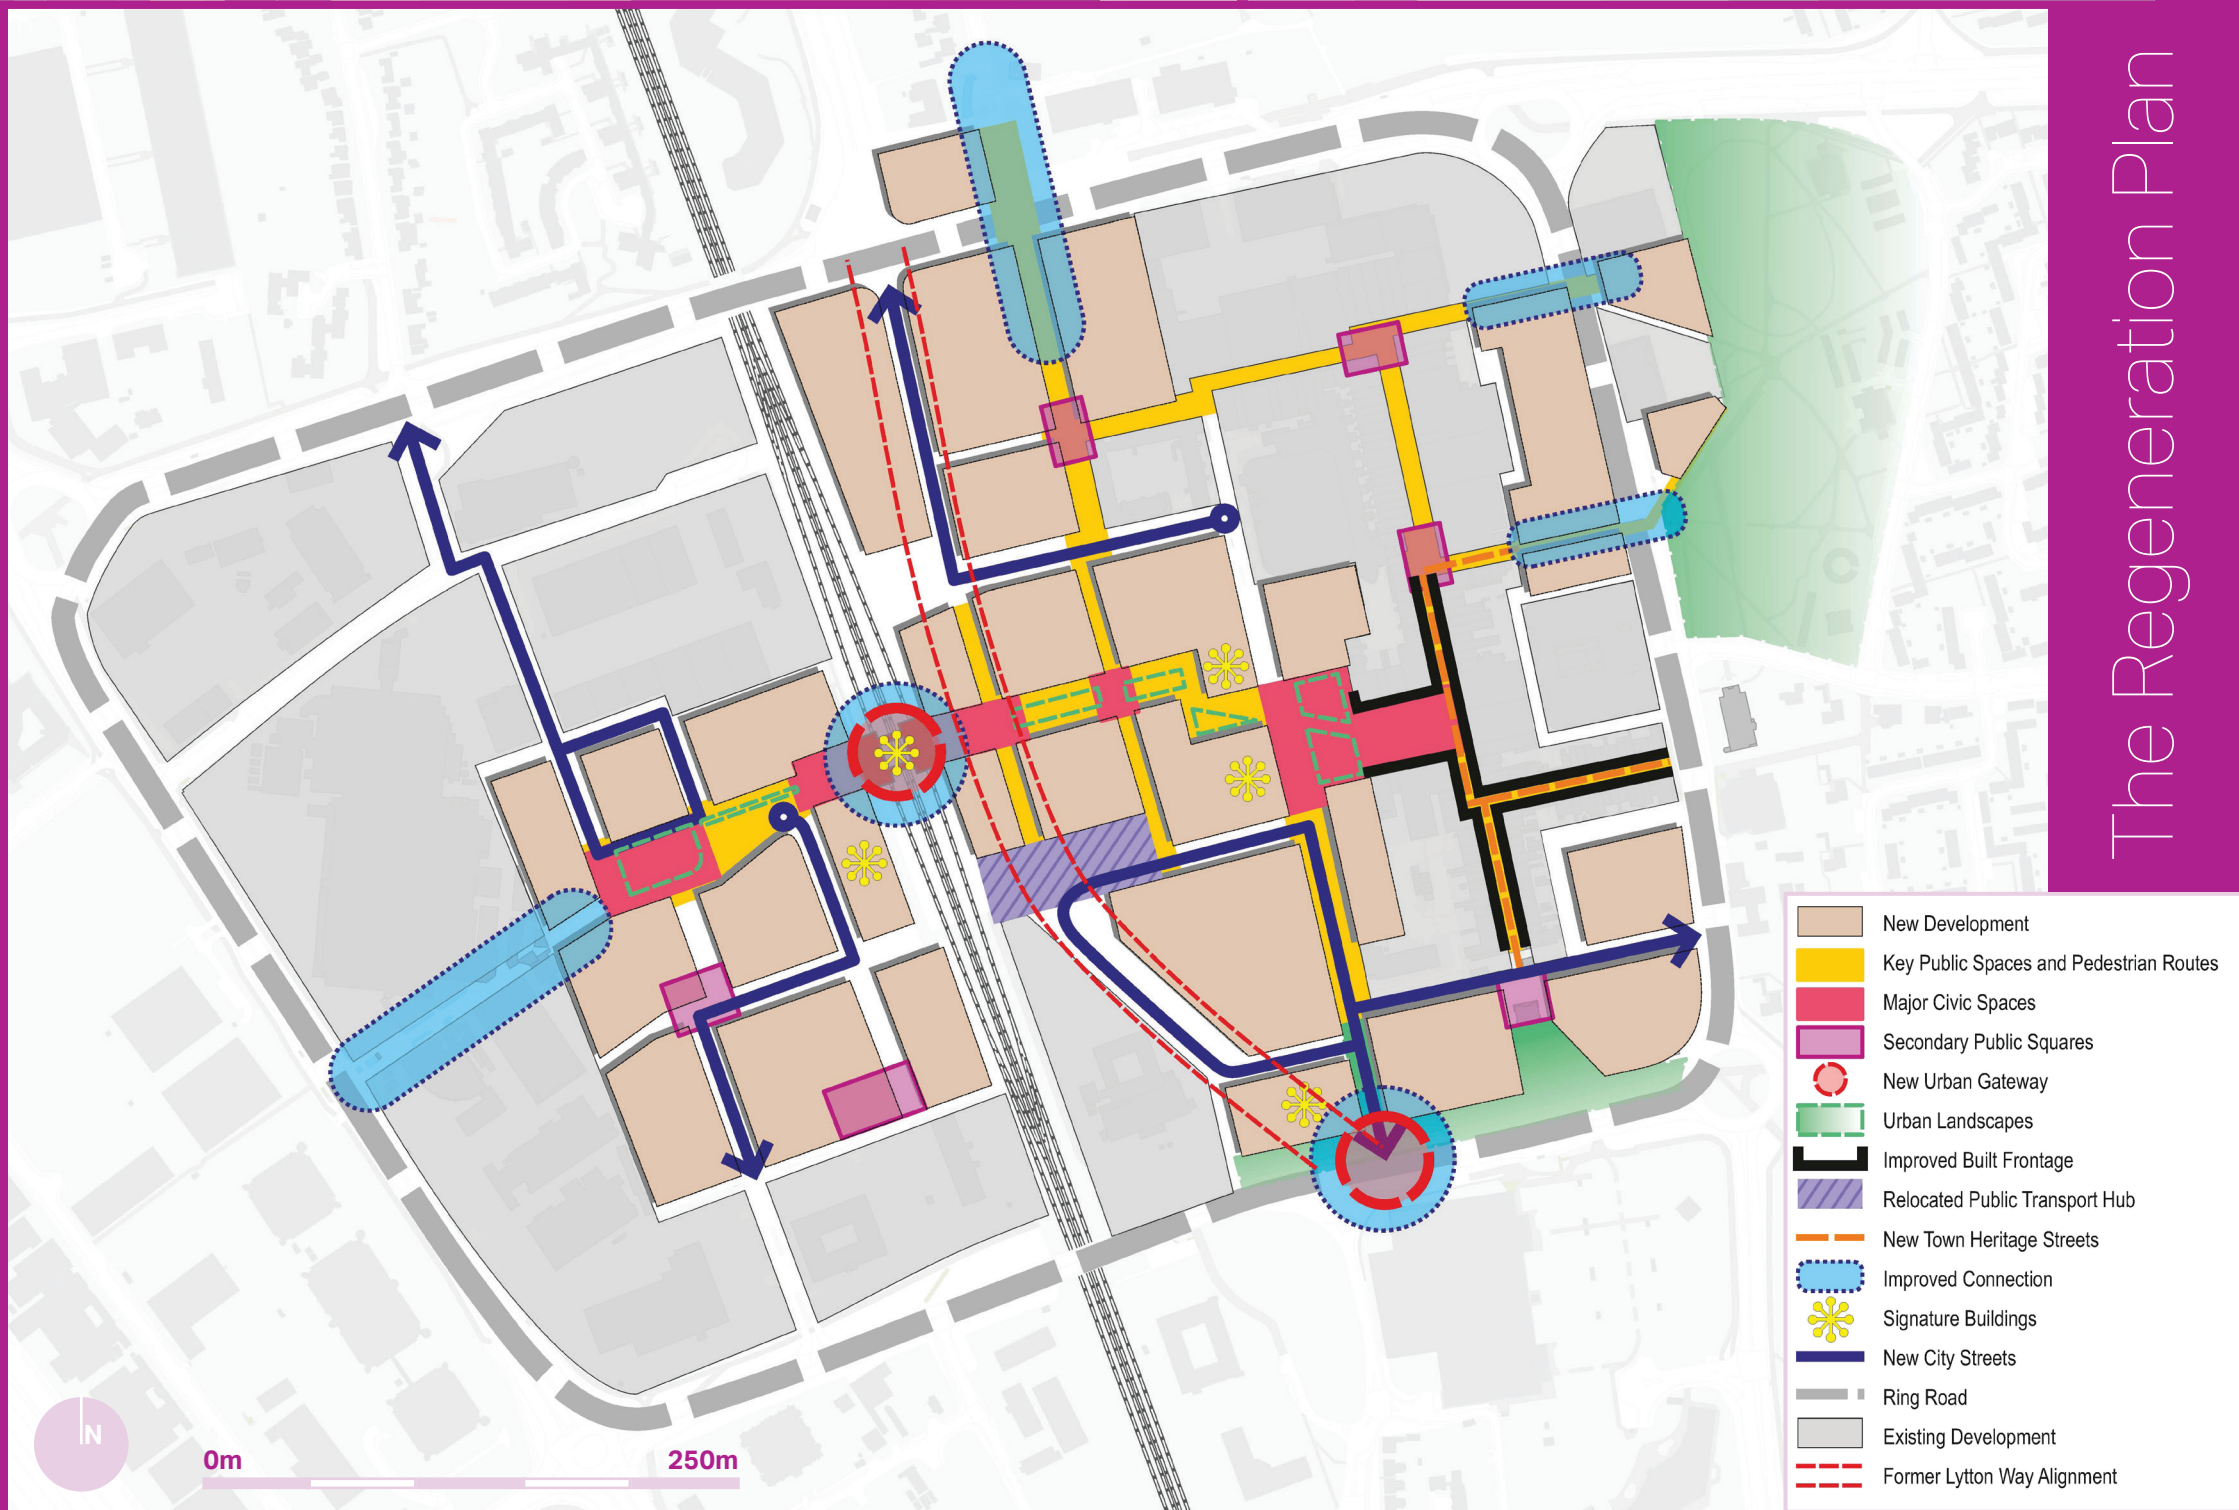 The Regeneration Plan
New Development
Key Public Spaces and Pedestrian Routes
Major Civic Spaces
Secondary Public Squares
New Urban Gateway
Urban Landscapes
Improved Built Frontage
Relocated Public Transport Hub
New Town Heritage Streets
Improved Connection
Signature Buildings
New City Streets
Ring Road
Existing Development
Former Lytton Way Alignment
N
0m 250m